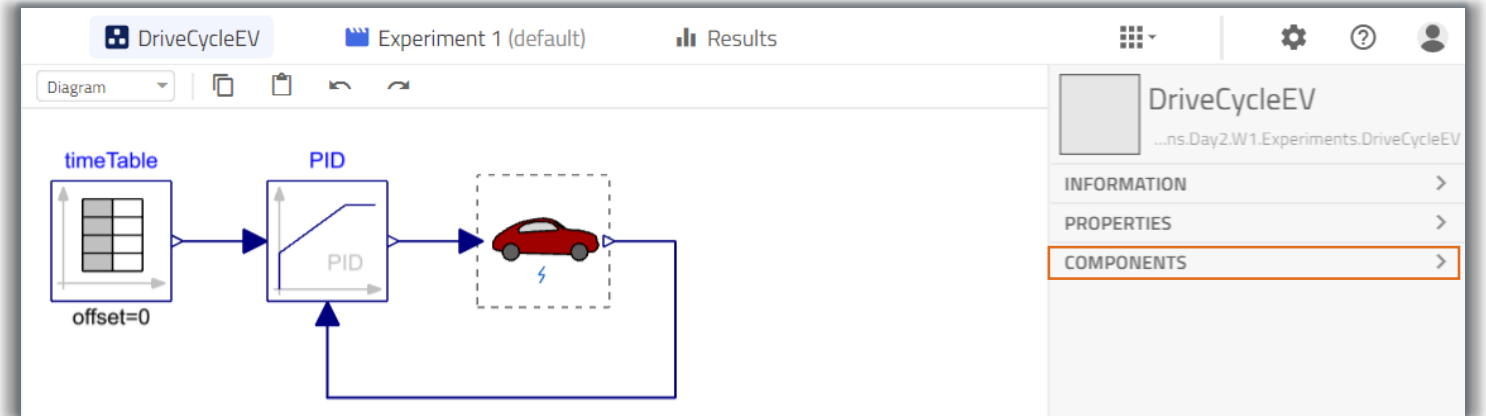 DriveCycleEV
Experiment 1 (default)
Results
Diagram
DriveCycleEV
...ns.Day2.W1.Experiments.DriveCycleEV
INFORMATION
PROPERTIES
COMPONENTS
timeTable
PID
PID
offset=0